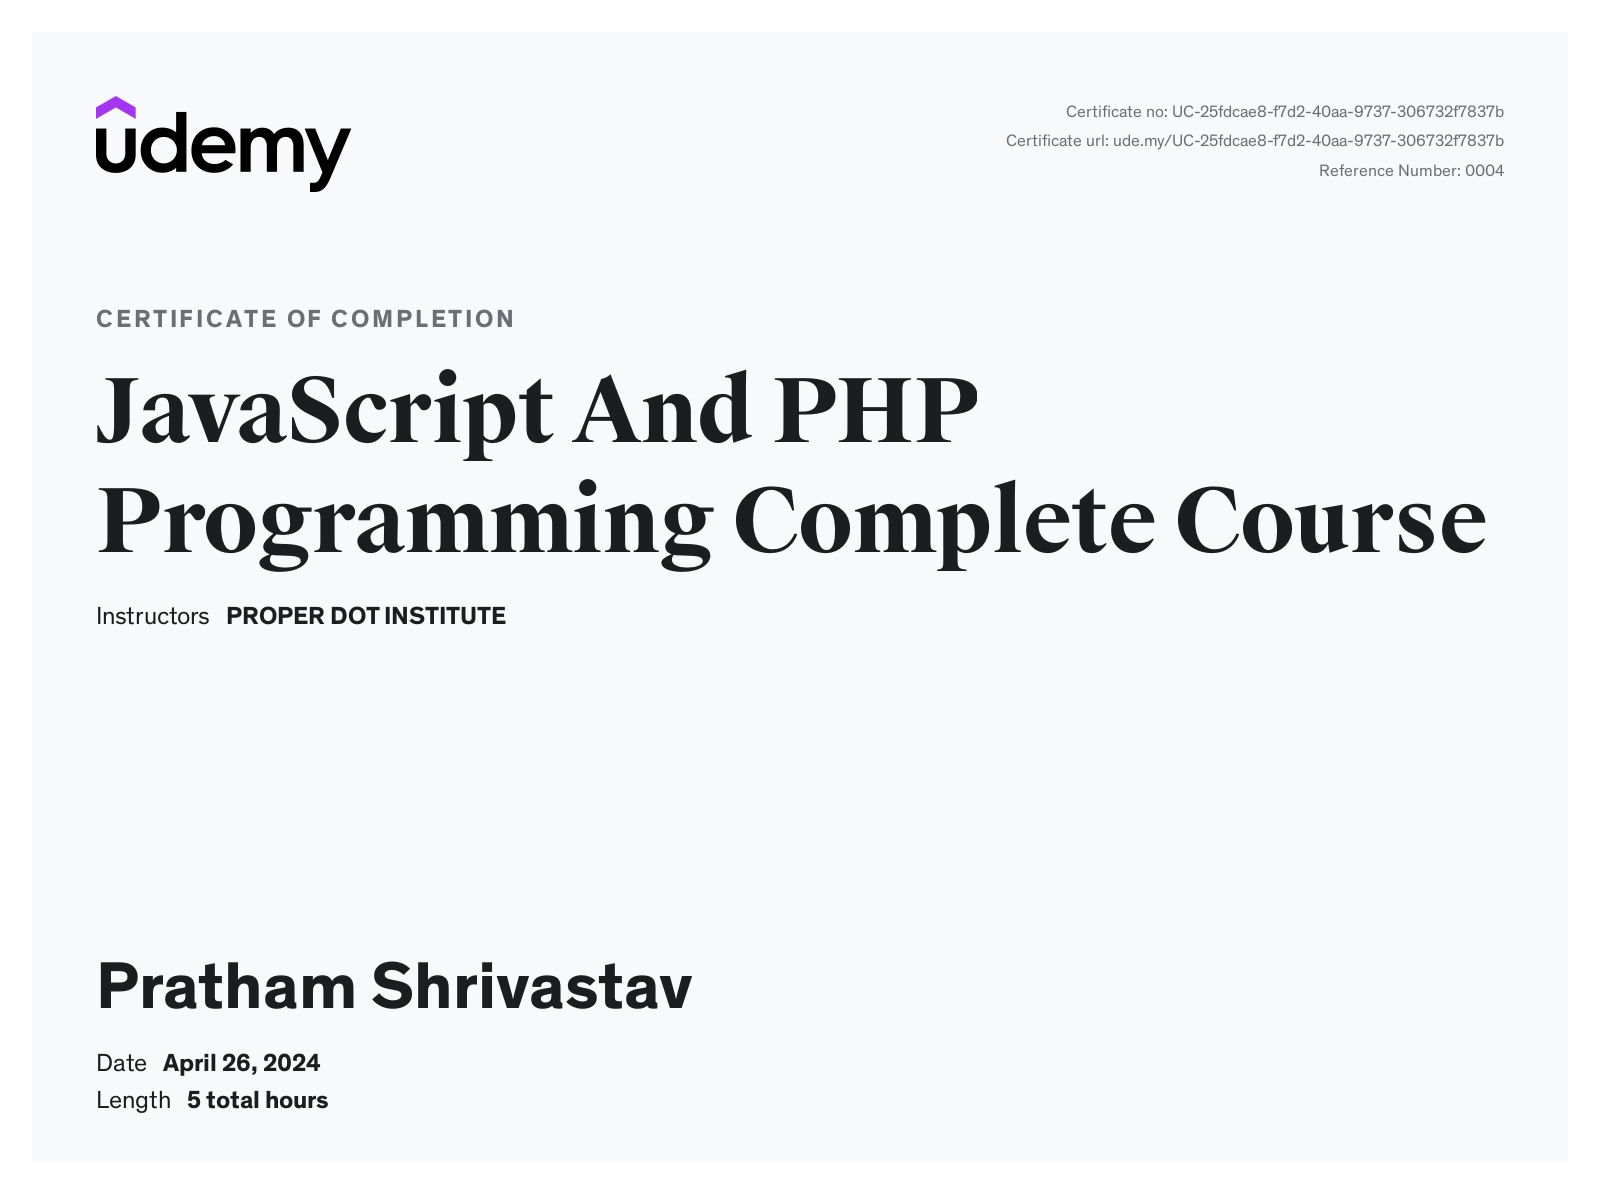 udemy
Certificate no: UC-25fdcae8-f7d2-40aa-9737-306732f7837b
Certificate url: ude.my/UC-25fdcae8-f7d2-40aa-9737-306732f7837b
Reference Number: 0004
CERTIFICATE OF COMPLETION
JavaScript And PHP
Programming Complete Course
Instructors PROPER DOT INSTITUTE
Pratham Shrivastav
Date April 26, 2024
Length 5 total hours